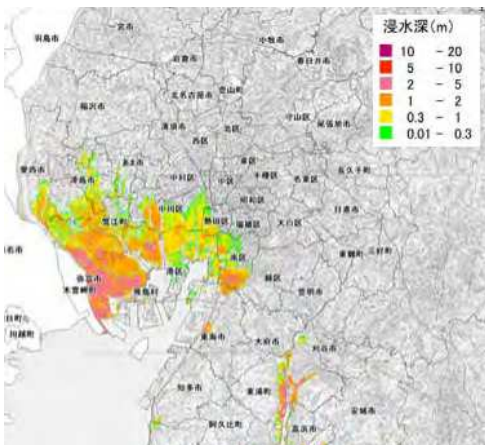 浸水深(m)
10 - 20
5 - 10
2 - 5
1 - 2
0.3 - 1
0.01 - 0.3
一宮市
小牧市
羽島市
岩倉市
春日井市
豊山町
北名古屋市
稲沢市
守山区
尾張旭市
清須市
北区
西区
東区
愛西市
あま市
長久手町
津島市
中村区
中区
千種区
名東区
昭和区
日進市
蟹江町
中川区
熱田区
瑞穂区
天白区
三好町
東郷町
港区
南区
緑区
弥富市
豊明市
木曽岬町
飛島村
川越町
東海市
大府市
刈谷市
知多市
東浦町
安城市
阿久比町
高浜市